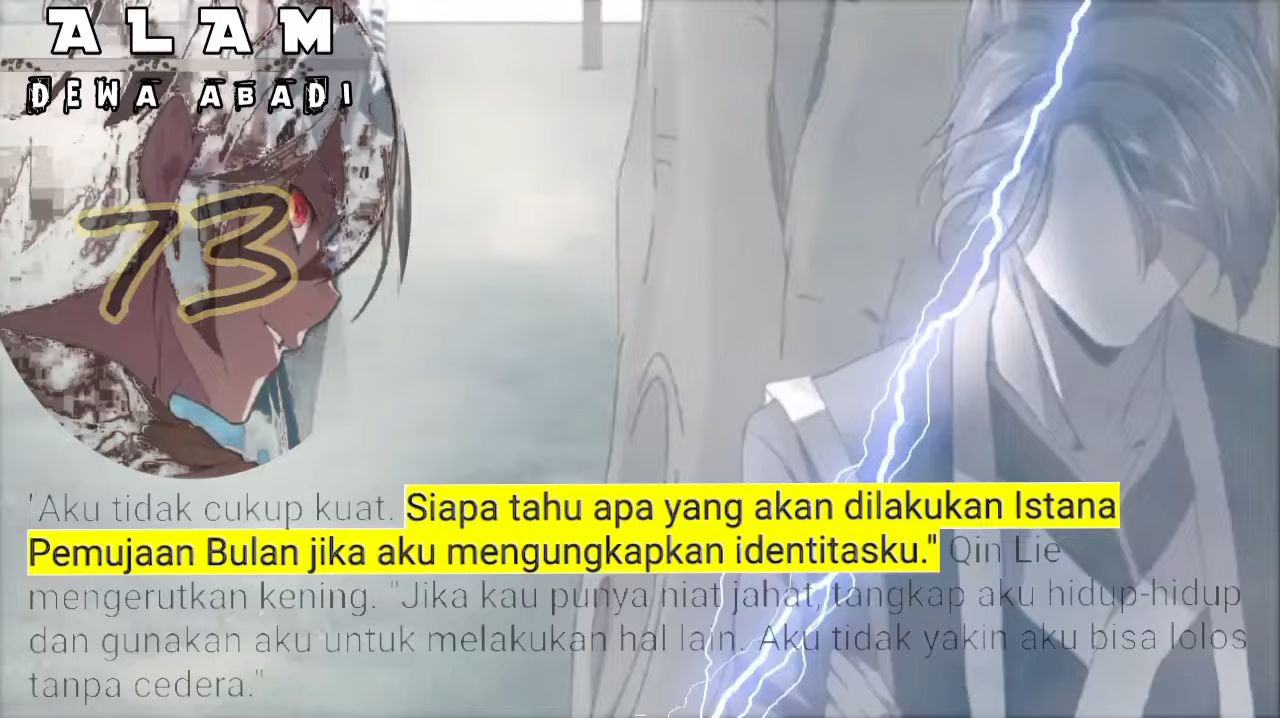 ALAM
DEWA ABADI
73
'Aku tidak cukup kuat. Siapa tahu apa yang akan dilakukan Istana
Pemujaan Bulan jika aku mengungkapkan identitasku." Qin Lie
mengerutkan kening. "Jika kau punya niat jahat, tangkap aku hidup-hidup
dan gunakan aku untuk melakukan hal lain. Aku tidak yakin aku bisa lolos
tanpa cedera."